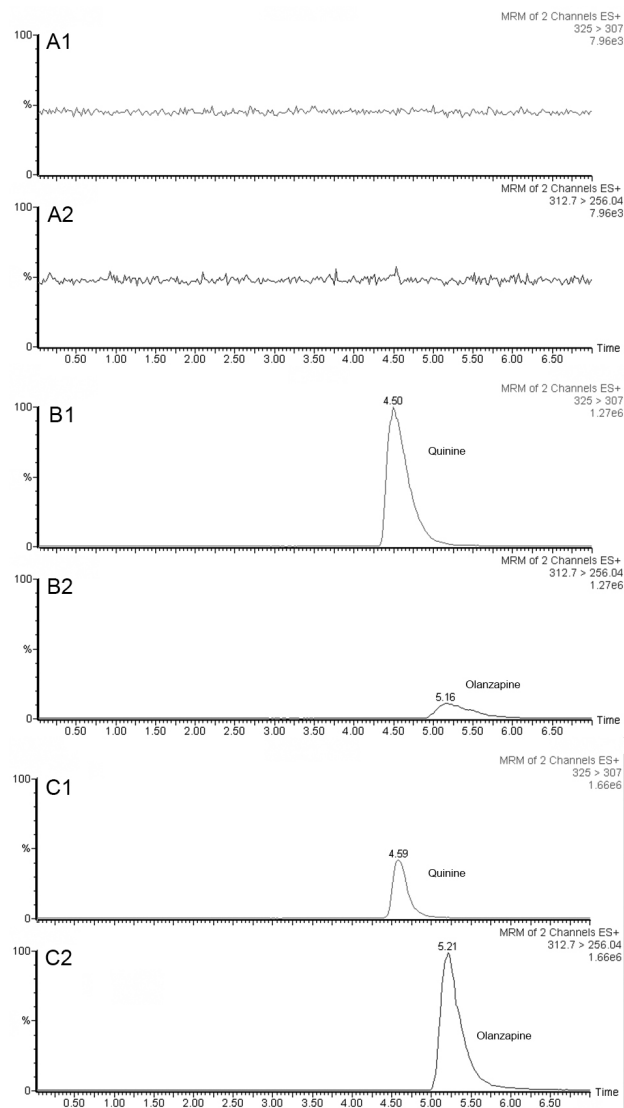 MRM of 2 Channels ES+
325 > 307
7.96e3
A1
100
%
0
MRM of 2 Channels ES+
312.7 > 256.04
7.96e3
A2
100
%
0
0.50 1.00 1.50 2.00 2.50 3.00 3.50 4.00 4.50 5.00 5.50 6.00 6.50 Time
MRM of 2 Channels ES+
325 > 307
1.27e6
B1
100
4.50
Quinine
%
0
MRM of 2 Channels ES+
312.7 > 256.04
1.27e6
B2
100
%
Olanzapine
5.16
0
0.50 1.00 1.50 2.00 2.50 3.00 3.50 4.00 4.50 5.00 5.50 6.00 6.50 Time
MRM of 2 Channels ES+
325 > 307
1.66e6
C1
100
%
4.59
Quinine
0
MRM of 2 Channels ES+
312.7 > 256.04
1.66e6
C2
100
5.21
%
Olanzapine
0
0.50 1.00 1.50 2.00 2.50 3.00 3.50 4.00 4.50 5.00 5.50 6.00 6.50 Time